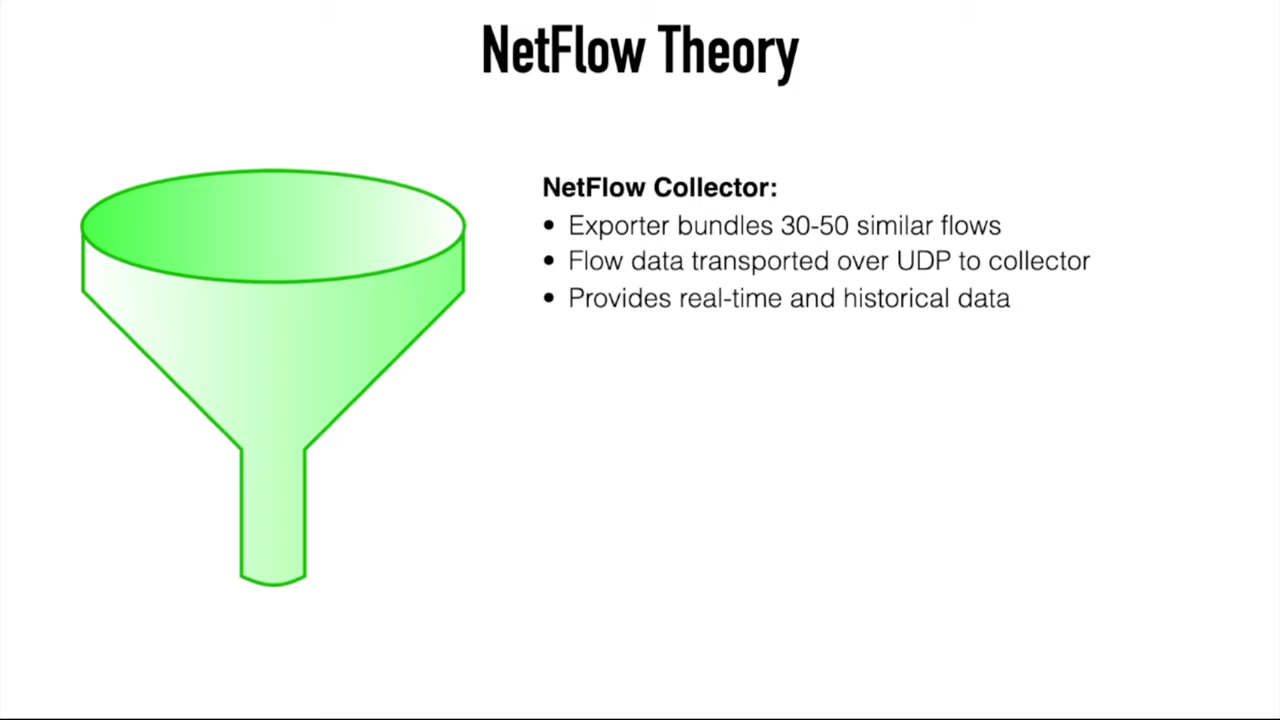 NetFlow Theory
NetFlow Collector:
• Exporter bundles 30-50 similar flows
• Flow data transported over UDP to collector
• Provides real-time and historical data